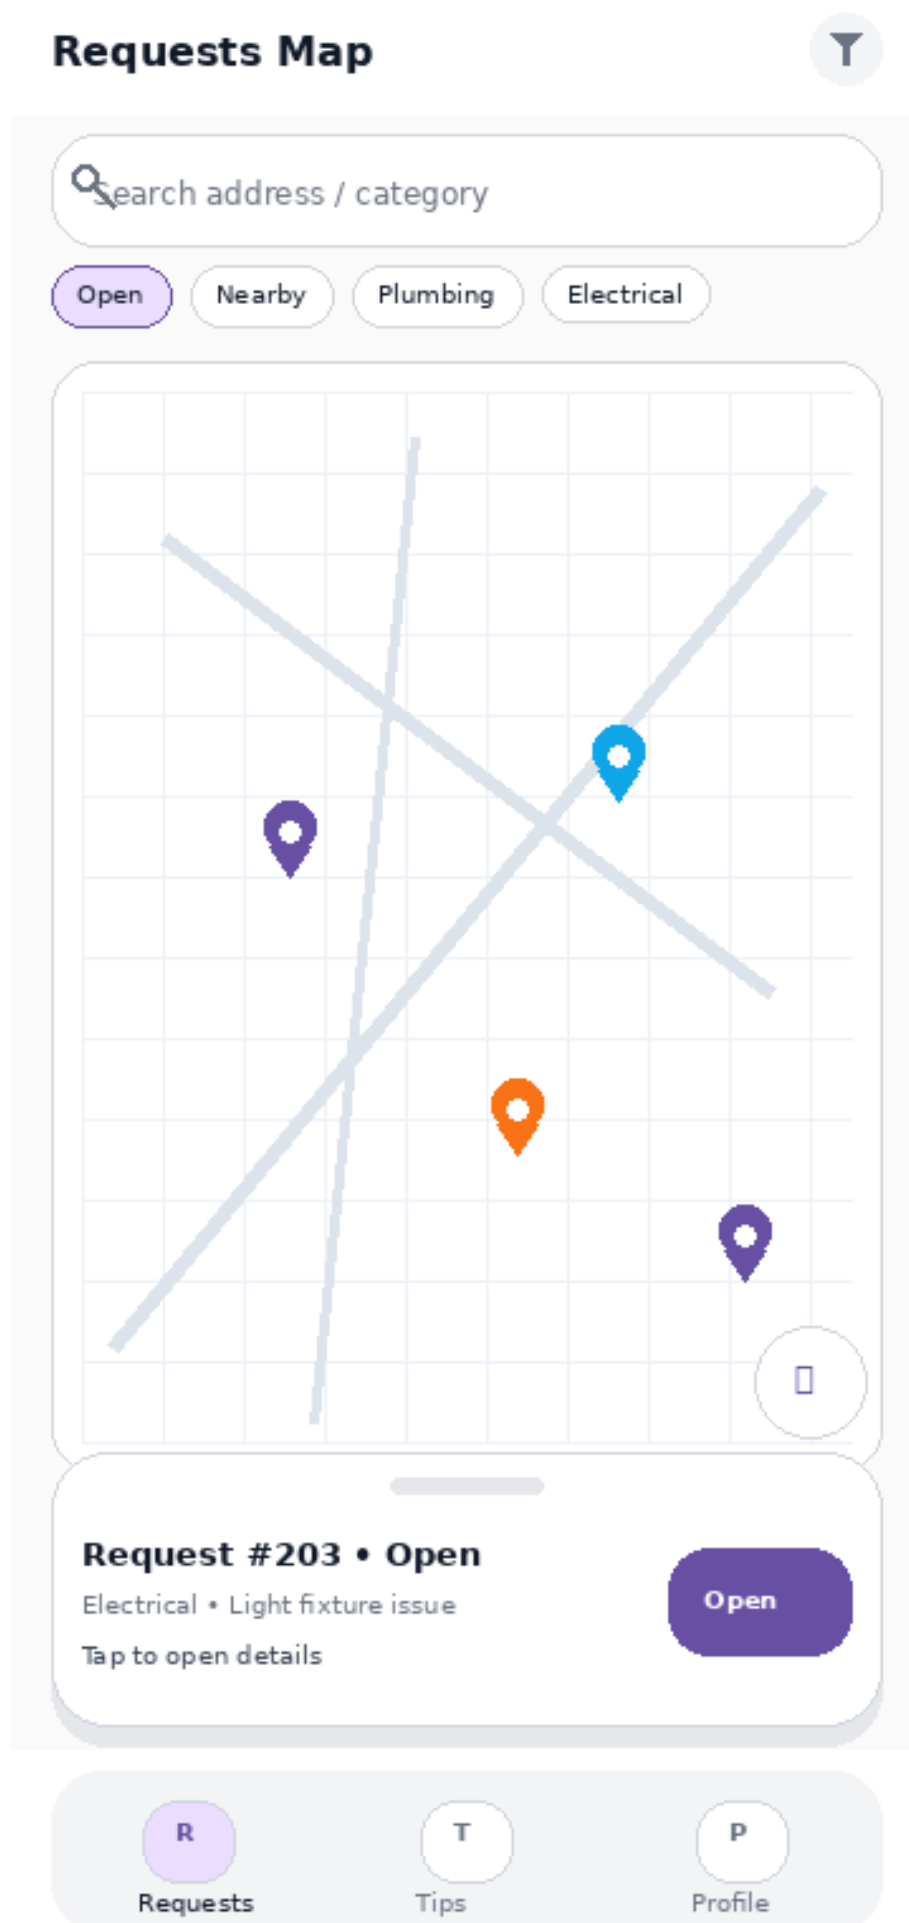 Requests Map
Search address / category
Open
Nearby
Plumbing
Electrical
Request #203 • Open
Electrical • Light fixture issue
Tap to open details
Open
R
T
P
Requests
Tips
Profile